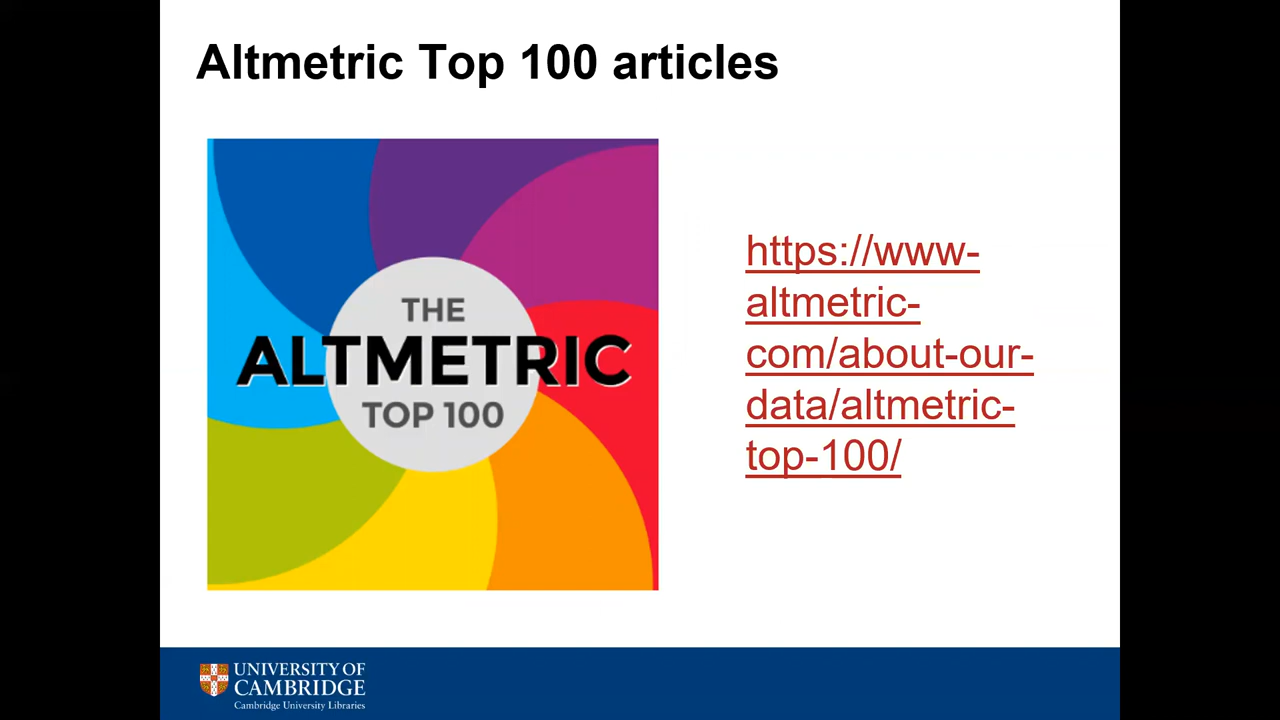 Altmetric Top 100 articles
THE
ALTMETRIC
TOP 100
https://www-
altmetric-
com/about-our-
data/altmetric-
top-100/
UNIVERSITY OF
CAMBRIDGE
Cambridge University Libraries